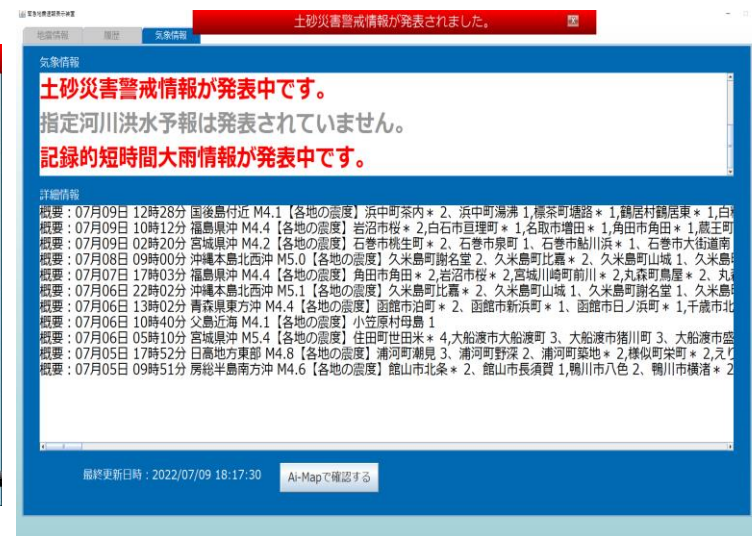 緊急地震速報表示装置
土砂災害警戒情報が発表されました。
地震情報 履歴 気象情報
気象情報
土砂災害警戒情報が発表中です。
指定河川洪水予報は発表されていません。
記録的短時間大雨情報が発表中です。
詳細情報
概要：07月09日 12時28分 国後島付近 M4.1【各地の震度】浜中町茶内＊ 2、浜中町湯沸 1,標茶町塘路＊ 1,鶴居村鶴居東＊ 1,白糠
概要：07月09日 10時12分 福島県沖 M4.4【各地の震度】岩沼市桜＊ 2,白石市亘理町＊ 1,名取市増田＊ 1,角田市角田＊ 1,蔵王町
概要：07月09日 02時20分 宮城県沖 M4.2【各地の震度】石巻市桃生町＊ 2、石巻市泉町 1、石巻市鮎川浜＊ 1、石巻市大街道南
概要：07月08日 09時00分 沖縄本島北西沖 M5.0【各地の震度】久米島町謝名堂 2、久米島町比嘉＊ 2、久米島町山城 1、久米島
概要：07月07日 17時03分 福島県沖 M4.4【各地の震度】角田市角田＊ 2,岩沼市桜＊ 2,宮城川崎町前川＊ 2,丸森町鳥屋＊ 2、丸森
概要：07月06日 22時02分 沖縄本島北西沖 M5.1【各地の震度】久米島町比嘉＊ 2、久米島町山城 1、久米島町謝名堂 1、久米島
概要：07月06日 13時02分 青森県東方沖 M4.4【各地の震度】函館市泊町＊ 2、函館市新浜町＊ 1、函館市日ノ浜町＊ 1,千歳市北
概要：07月06日 10時40分 父島近海 M4.1【各地の震度】小笠原村母島 1
概要：07月06日 05時10分 宮城県沖 M5.4【各地の震度】住田町世田米＊ 4,大船渡市大船渡町 3、大船渡市猪川町 3、大船渡市盛
概要：07月05日 17時52分 日高地方東部 M4.8【各地の震度】浦河町潮見 3、浦河町野深 2、浦河町築地＊ 2,様似町栄町＊ 2,えり
概要：07月05日 09時51分 房総半島南方沖 M4.6【各地の震度】館山市北条＊ 2、館山市長須賀 1,鴨川市八色 2、鴨川市横渚＊ 2
最終更新日時：2022/07/09 18:17:30 Ai-Mapで確認する